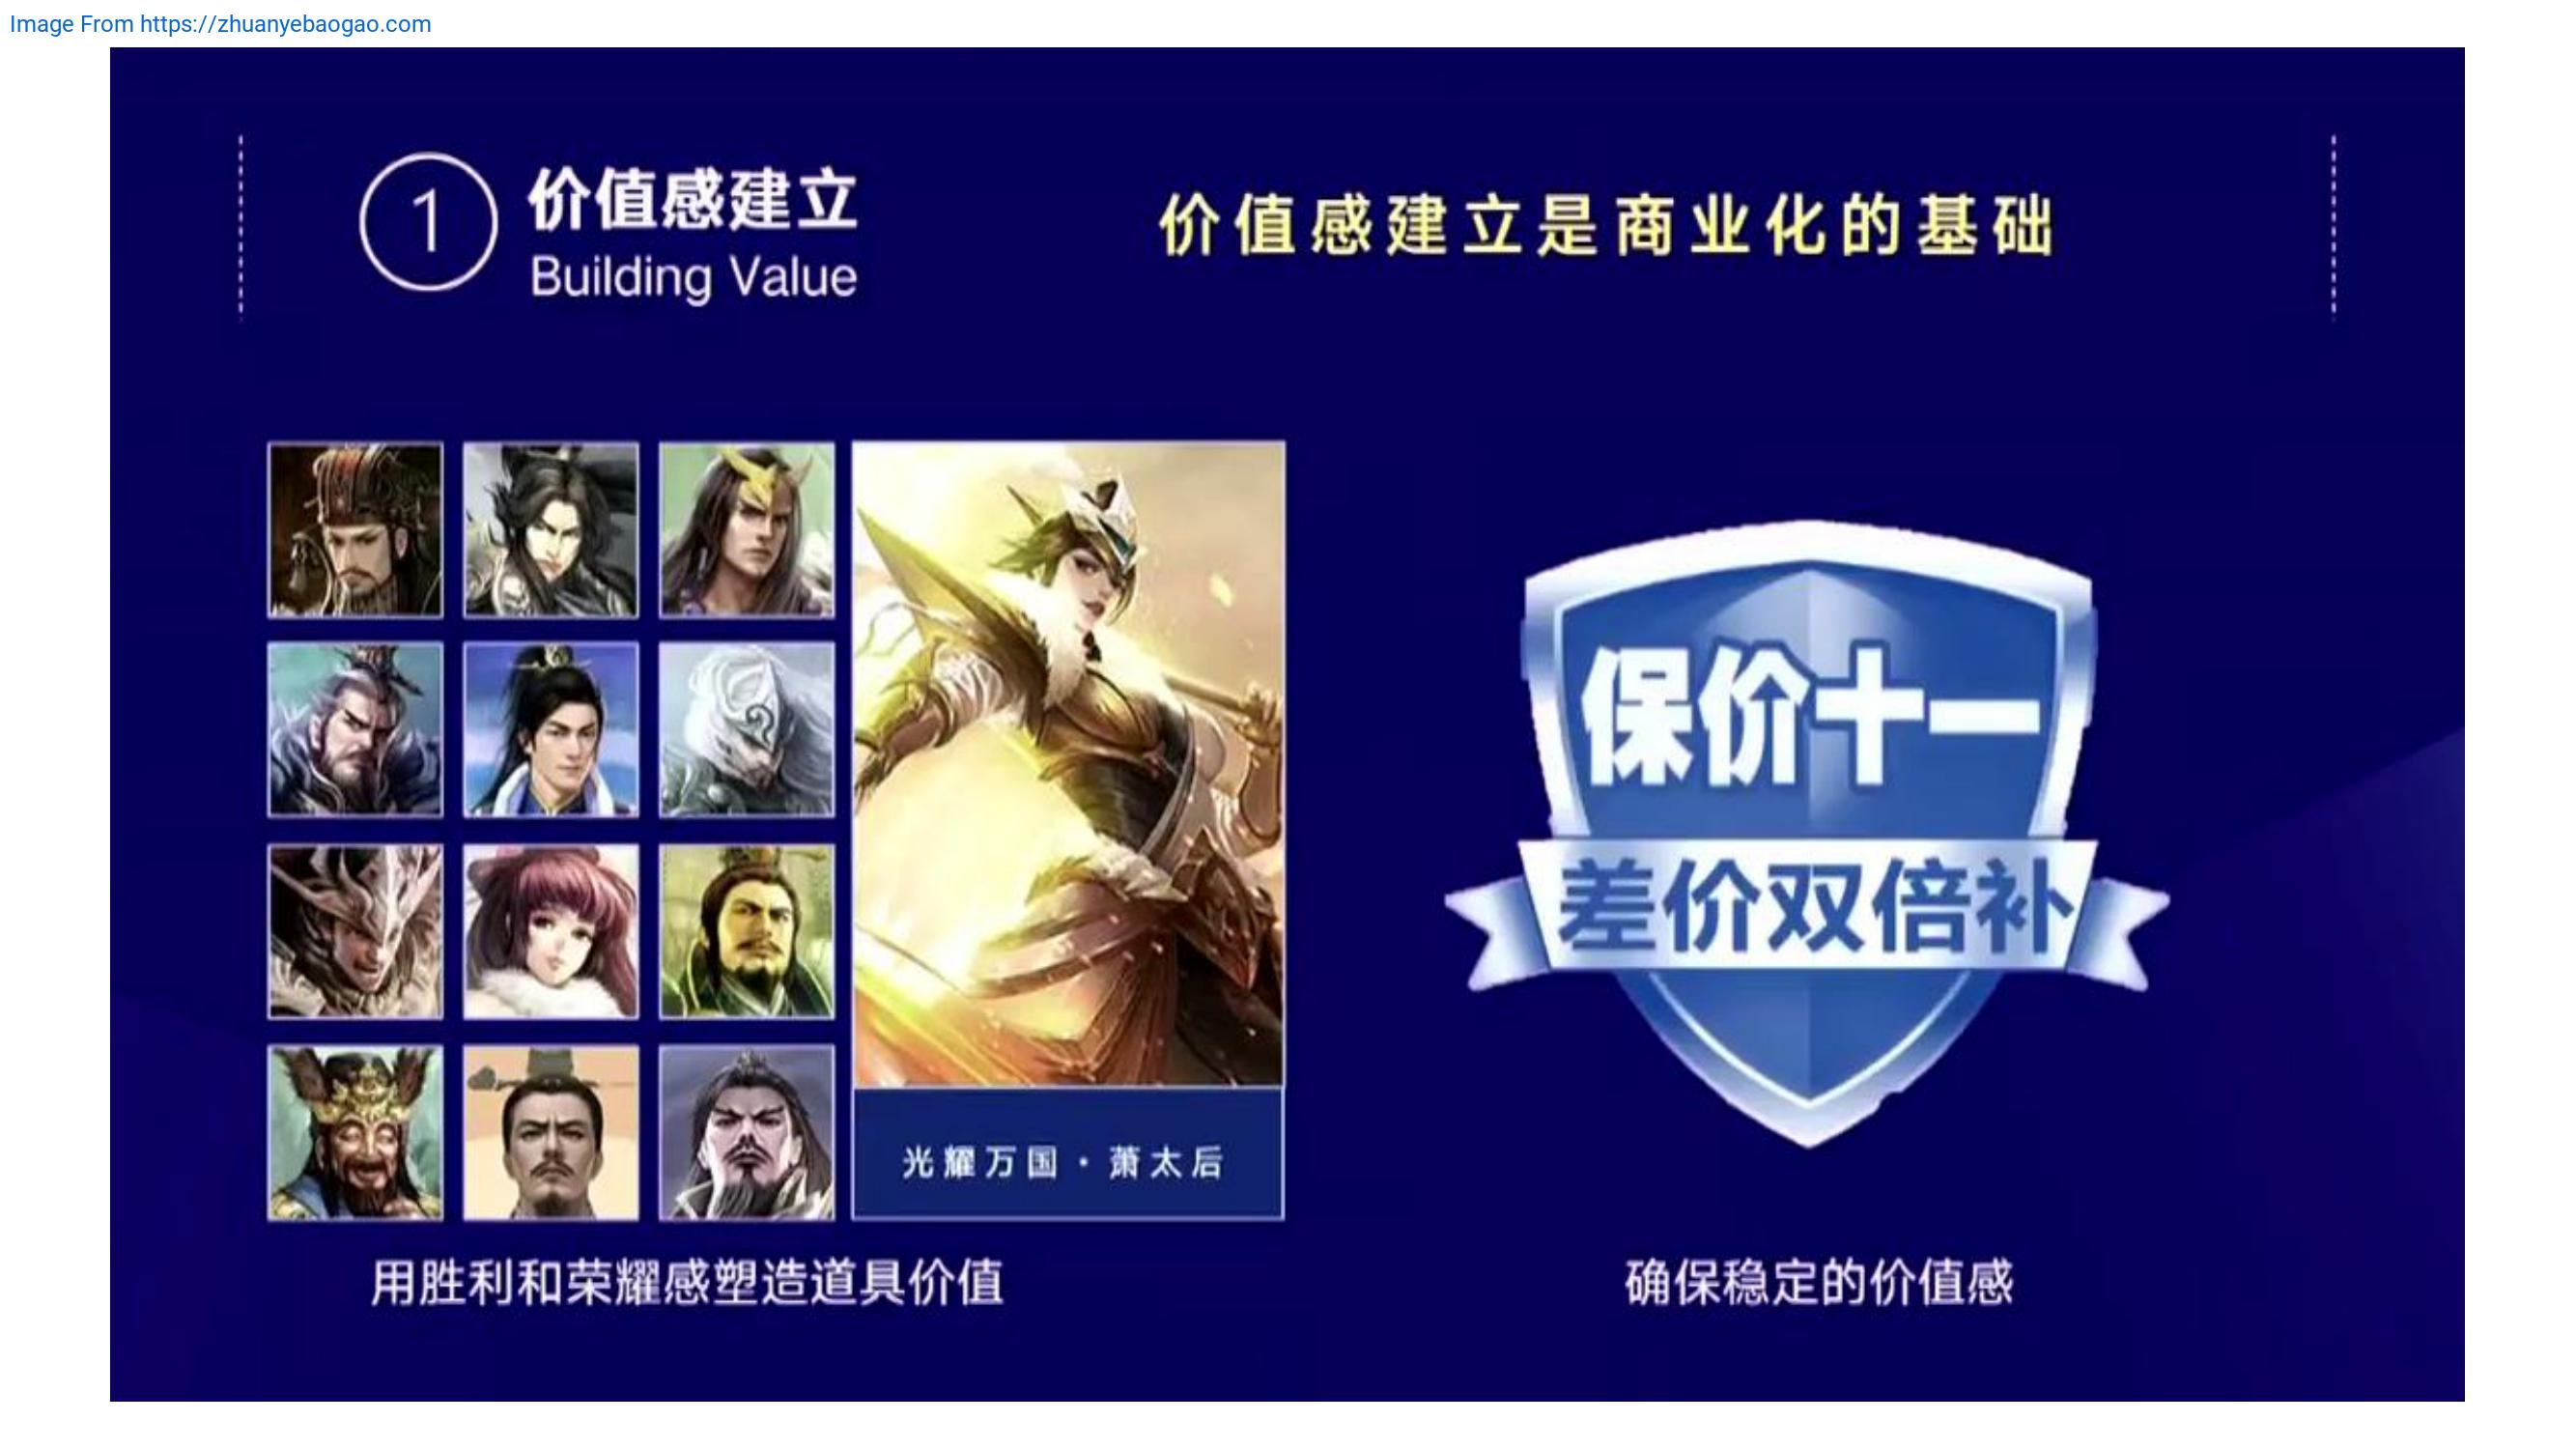 Image From https://zhuanyebaogao.com
1
价值感建立
Building Value
价值感建立是商业化的基础
光耀万国·萧太后
用胜利和荣耀感塑造道具价值
保价十一
差价双倍补
确保稳定的价值感